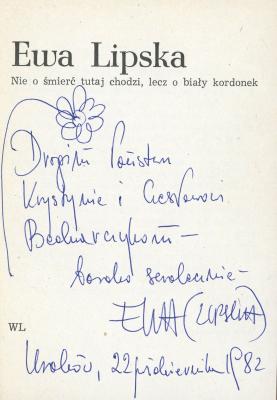 Ewa Lipska
Nie o śmierć tutaj chodzi, lecz o biały kordonek
Drogim Państwu
Krystynie i Czesławowi
Bednarczykom —
bardzo serdecznie —
EWA (LIPSKA)
WL
Kraków, 22 październik 1982